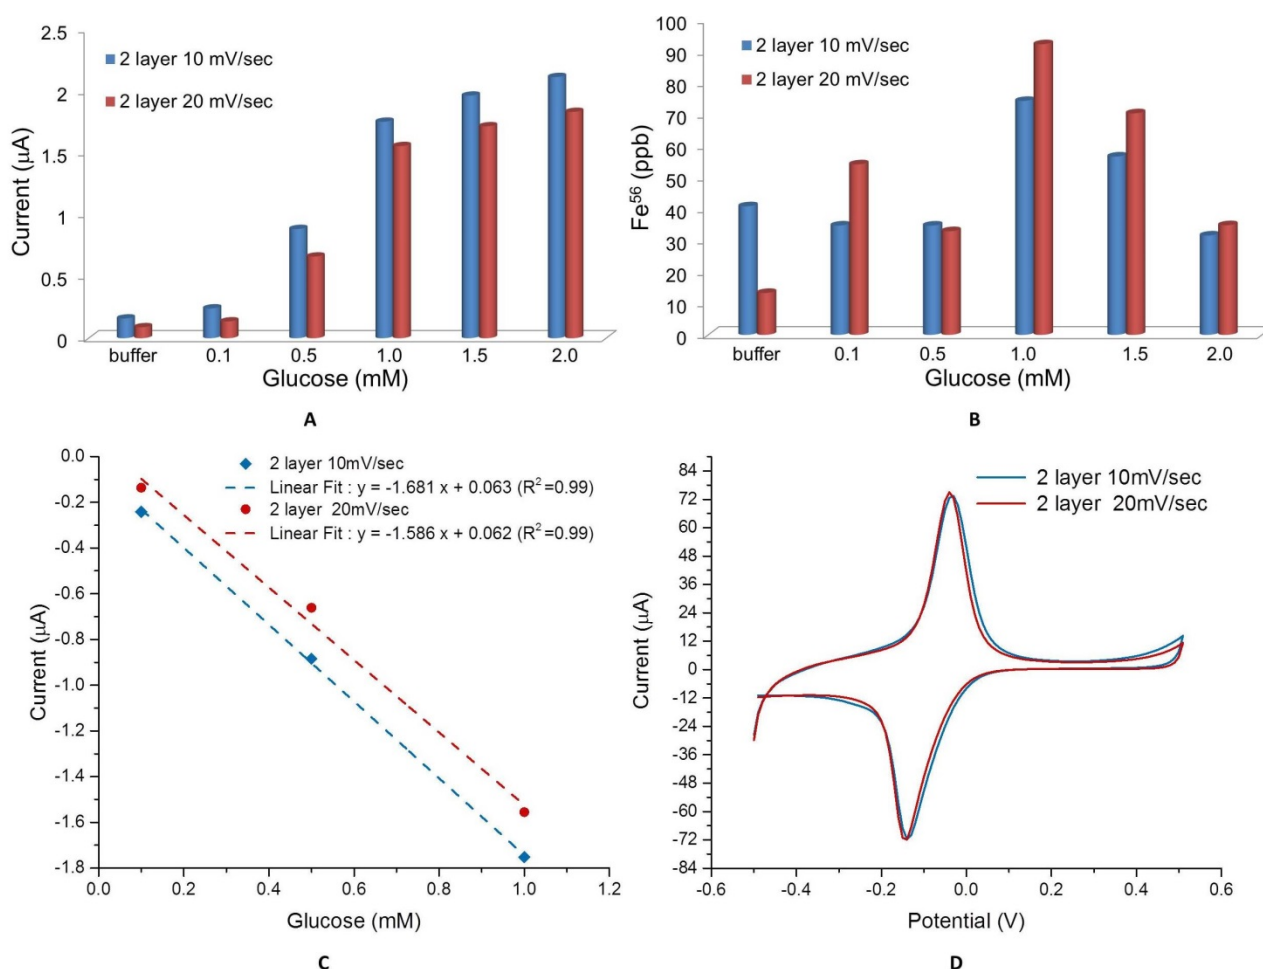 2.5
2
1.5
1
0.5
0
Current (µA)
2 layer 10 mV/sec
2 layer 20 mV/sec
buffer 0.1 0.5 1.0 1.5 2.0
Glucose (mM)
A
100
90
80
70
60
50
40
30
20
10
0
Fe⁵⁶ (ppb)
2 layer 10 mV/sec
2 layer 20 mV/sec
buffer 0.1 0.5 1.0 1.5 2.0
Glucose (mM)
B
0.0
-0.2
-0.4
-0.6
-0.8
-1.0
-1.2
-1.4
-1.6
-1.8
Current (µA)
2 layer 10mV/sec
Linear Fit : y = -1.681 x + 0.063 (R²=0.99)
2 layer 20mV/sec
Linear Fit : y = -1.586 x + 0.062 (R²=0.99)
0.0 0.2 0.4 0.6 0.8 1.0 1.2
Glucose (mM)
C
84
72
60
48
36
24
12
0
-12
-24
-36
-48
-60
-72
-84
Current (µA)
2 layer 10mV/sec
2 layer 20mV/sec
-0.6 -0.4 -0.2 0.0 0.2 0.4 0.6
Potential (V)
D